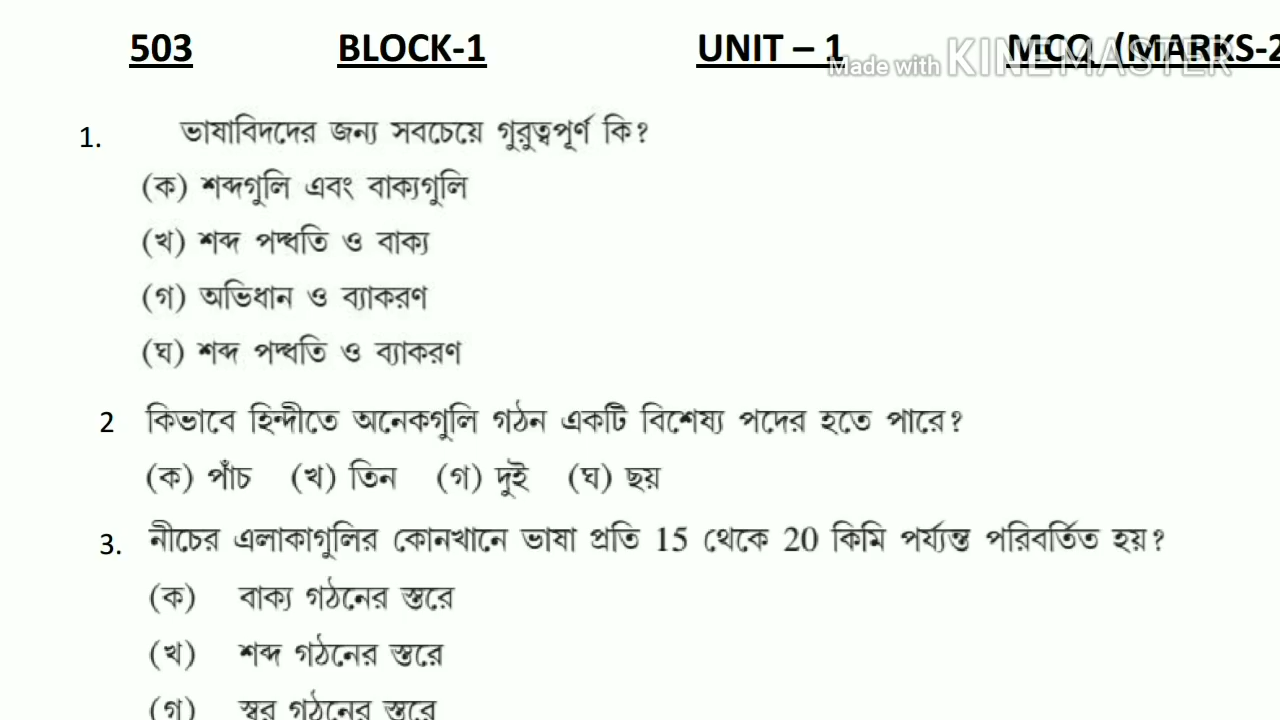 503 BLOCK-1 UNIT – 1 MCQ (MARKS-2
Made with KINEMASTER
1. ভাষাবিদদের জন্য সবচেয়ে গুরুত্বপূর্ণ কি?
(ক) শব্দগুলি এবং বাক্যগুলি
(খ) শব্দ পদ্ধতি ও বাক্য
(গ) অভিধান ও ব্যাকরণ
(ঘ) শব্দ পদ্ধতি ও ব্যাকরণ
2 কিভাবে হিন্দীতে অনেকগুলি গঠন একটি বিশেষ্য পদের হতে পারে?
(ক) পাঁচ (খ) তিন (গ) দুই (ঘ) ছয়
3. নীচের এলাকাগুলির কোনখানে ভাষা প্রতি 15 থেকে 20 কিমি পর্য্যন্ত পরিবর্তিত হয়?
(ক) বাক্য গঠনের স্তরে
(খ) শব্দ গঠনের স্তরে
(গ) স্বর গঠনের স্তরে